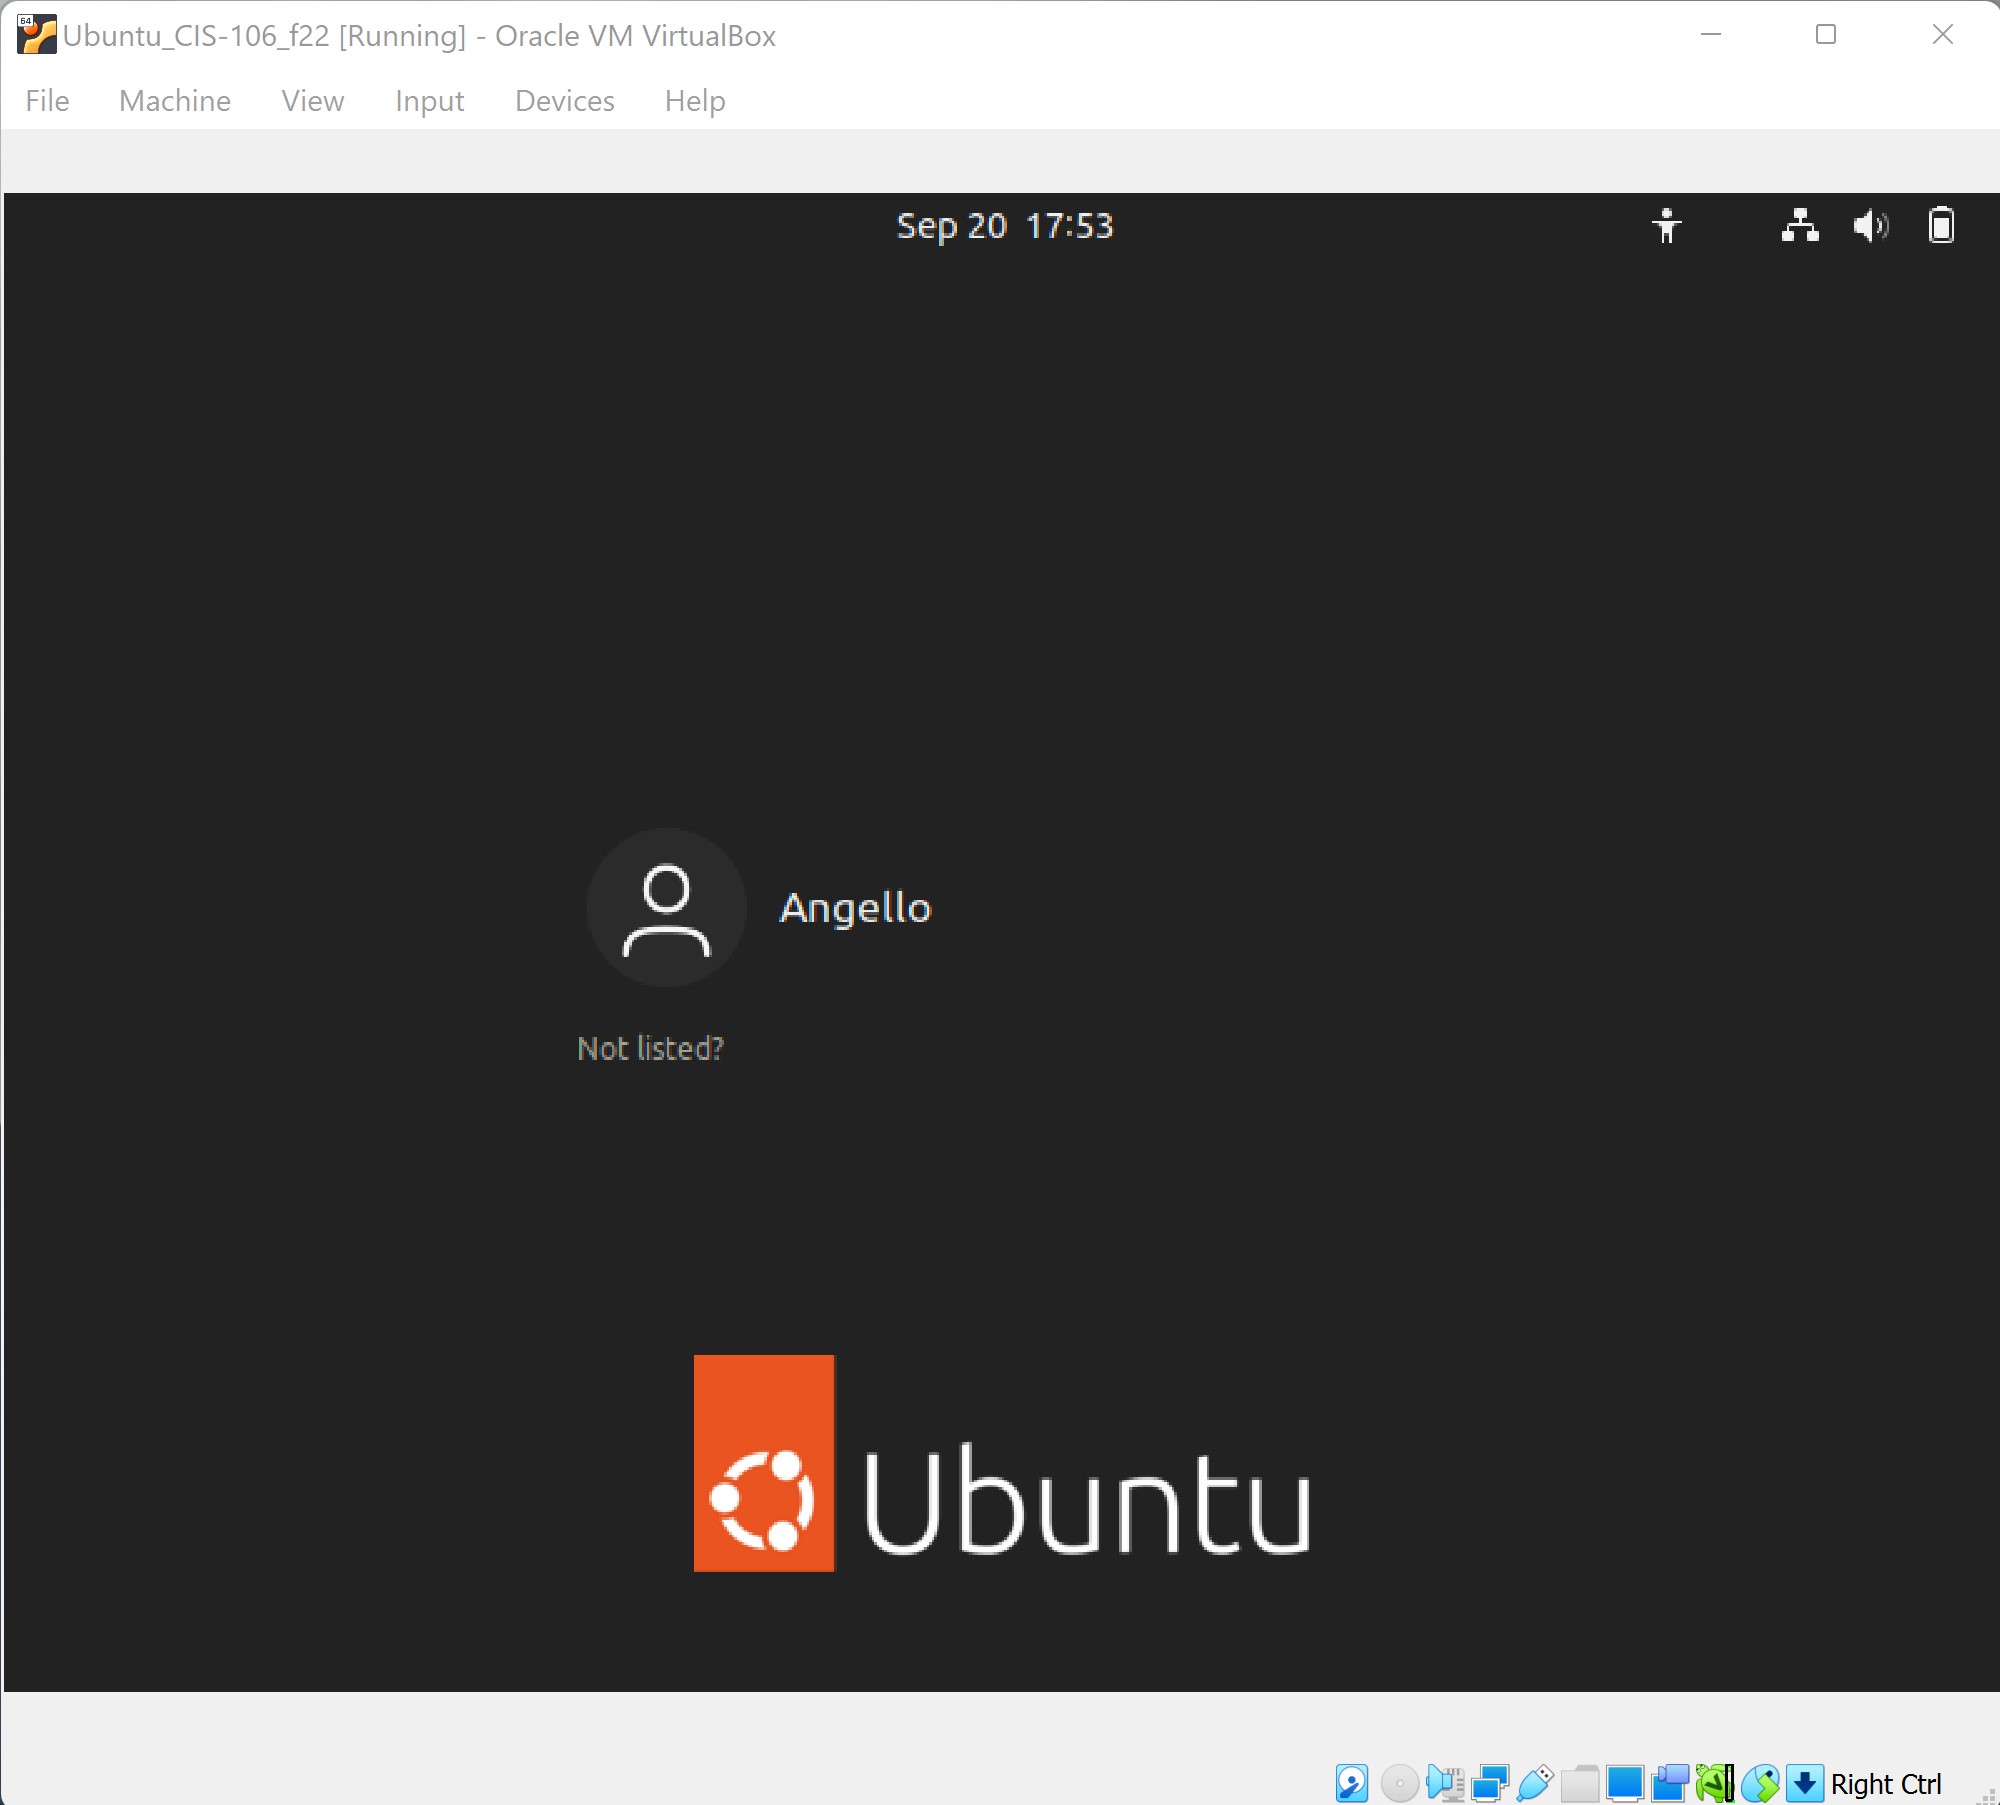 64
Ubuntu_CIS-106_f22 [Running] - Oracle VM VirtualBox
File Machine View Input Devices Help
Sep 20 17:53
Angello
Not listed?
Ubuntu
Right Ctrl